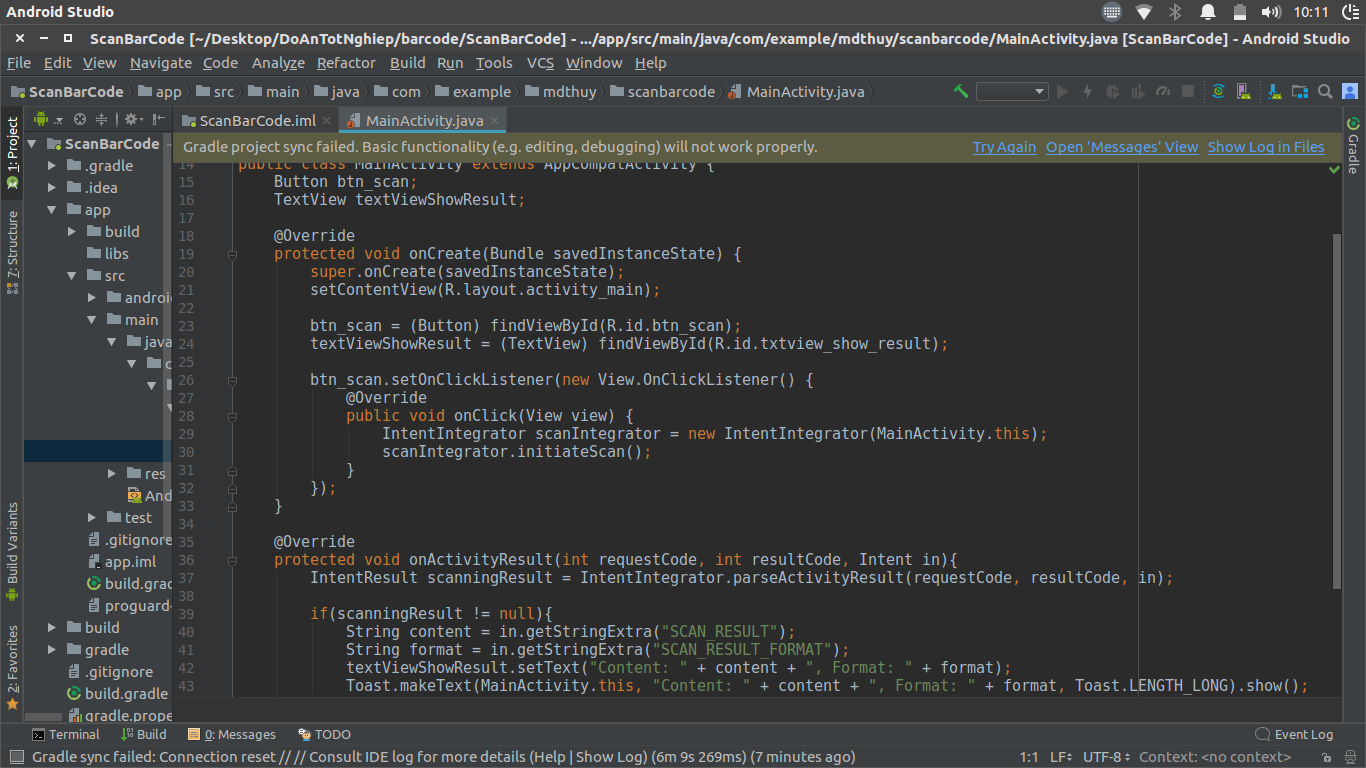 Android Studio 10:11
ScanBarCode [~/Desktop/DoAnTotNghiep/barcode/ScanBarCode] - .../app/src/main/java/com/example/mdthuy/scanbarcode/MainActivity.java [ScanBarCode] - Android Studio
File Edit View Navigate Code Analyze Refactor Build Run Tools VCS Window Help
ScanBarCode app src main java com example mdthuy scanbarcode MainActivity.java
ScanBarCode.iml MainActivity.java
Gradle project sync failed. Basic functionality (e.g. editing, debugging) will not work properly. Try Again Open 'Messages' View Show Log in Files
1: Project
7: Structure
Build Variants
2: Favorites
ScanBarCode
.gradle
.idea
app
build
libs
src
androi
main
java
c
res
And
test
.gitignore
app.iml
build.grad
proguard-
build
gradle
.gitignore
build.gradle
gradle.prope
14 public class MainActivity extends AppCompatActivity {
15 Button btn_scan;
16 TextView textViewShowResult;
17
18 @Override
19 protected void onCreate(Bundle savedInstanceState) {
20 super.onCreate(savedInstanceState);
21 setContentView(R.layout.activity_main);
22
23 btn_scan = (Button) findViewById(R.id.btn_scan);
24 textViewShowResult = (TextView) findViewById(R.id.txtview_show_result);
25
26 btn_scan.setOnClickListener(new View.OnClickListener() {
27 @Override
28 public void onClick(View view) {
29 IntentIntegrator scanIntegrator = new IntentIntegrator(MainActivity.this);
30 scanIntegrator.initiateScan();
31 }
32 });
33 }
34
35 @Override
36 protected void onActivityResult(int requestCode, int resultCode, Intent in){
37 IntentResult scanningResult = IntentIntegrator.parseActivityResult(requestCode, resultCode, in);
38
39 if(scanningResult != null){
40 String content = in.getStringExtra("SCAN_RESULT");
41 String format = in.getStringExtra("SCAN_RESULT_FORMAT");
42 textViewShowResult.setText("Content: " + content + ", Format: " + format);
43 Toast.makeText(MainActivity.this, "Content: " + content + ", Format: " + format, Toast.LENGTH_LONG).show();
Gradle
Terminal Build 0: Messages TODO Event Log
Gradle sync failed: Connection reset // // Consult IDE log for more details (Help | Show Log) (6m 9s 269ms) (7 minutes ago) 1:1 LF UTF-8 Context: <no context>